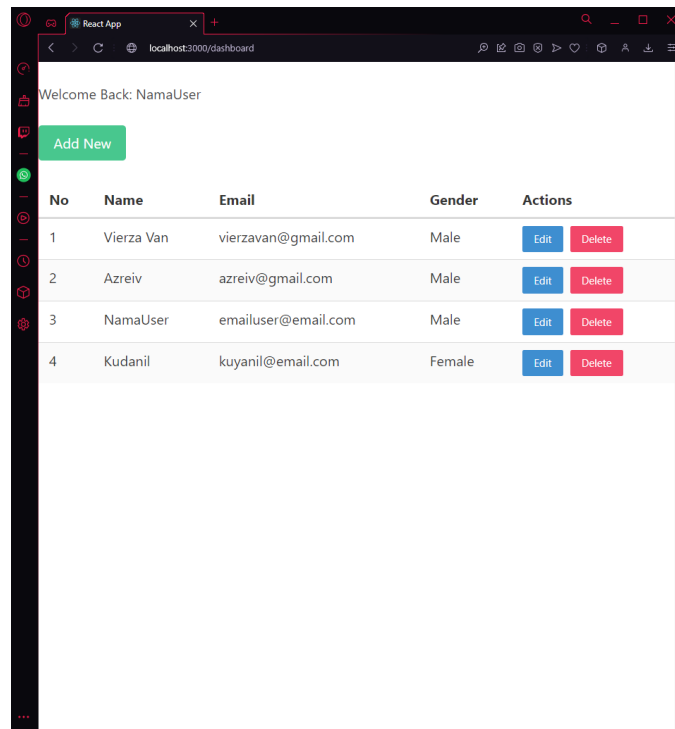 React App
localhost:3000/dashboard
Welcome Back: NamaUser
Add New
No Name Email Gender Actions
1 Vierza Van vierzavan@gmail.com Male Edit Delete
2 Azreiv azreiv@gmail.com Male Edit Delete
3 NamaUser emailuser@email.com Male Edit Delete
4 Kudanil kuyanil@email.com Female Edit Delete